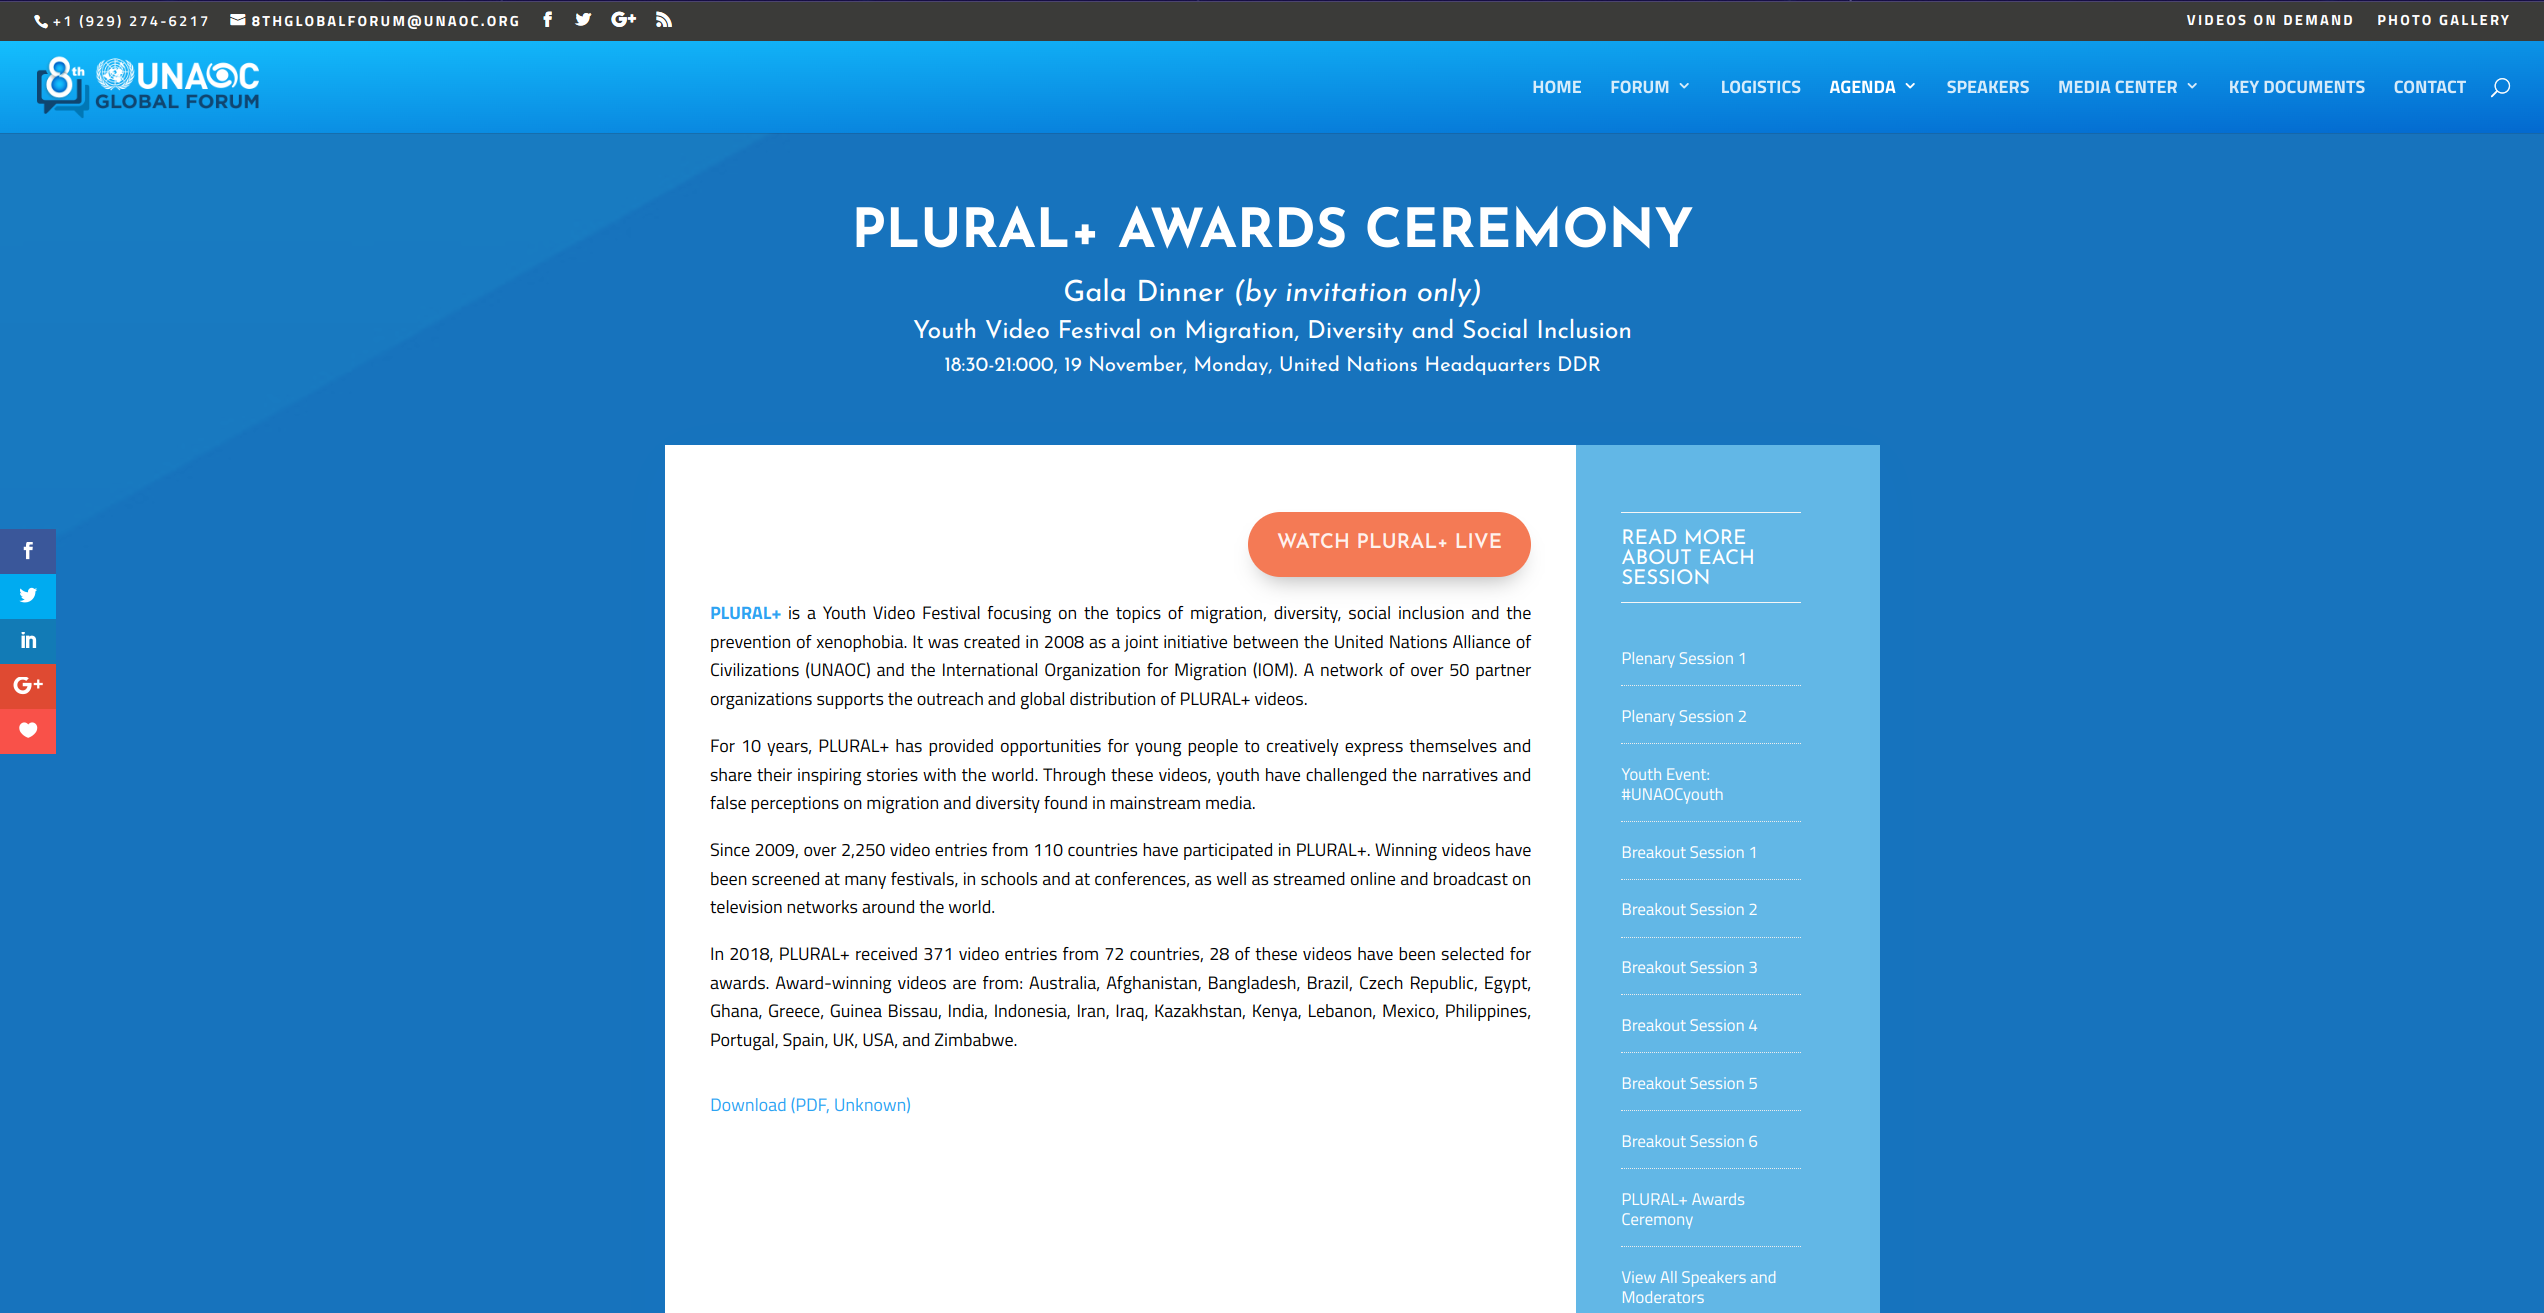 +1 (929) 274-6217 8THGLOBALFORUM@UNAOC.ORG
VIDEOS ON DEMAND PHOTO GALLERY
8th UNAOC
GLOBAL FORUM
HOME FORUM LOGISTICS AGENDA SPEAKERS MEDIA CENTER KEY DOCUMENTS CONTACT
PLURAL+ AWARDS CEREMONY
Gala Dinner (by invitation only)
Youth Video Festival on Migration, Diversity and Social Inclusion
18:30-21:000, 19 November, Monday, United Nations Headquarters DDR
WATCH PLURAL+ LIVE
PLURAL+ is a Youth Video Festival focusing on the topics of migration, diversity, social inclusion and the
prevention of xenophobia. It was created in 2008 as a joint initiative between the United Nations Alliance of
Civilizations (UNAOC) and the International Organization for Migration (IOM). A network of over 50 partner
organizations supports the outreach and global distribution of PLURAL+ videos.
For 10 years, PLURAL+ has provided opportunities for young people to creatively express themselves and
share their inspiring stories with the world. Through these videos, youth have challenged the narratives and
false perceptions on migration and diversity found in mainstream media.
Since 2009, over 2,250 video entries from 110 countries have participated in PLURAL+. Winning videos have
been screened at many festivals, in schools and at conferences, as well as streamed online and broadcast on
television networks around the world.
In 2018, PLURAL+ received 371 video entries from 72 countries, 28 of these videos have been selected for
awards. Award-winning videos are from: Australia, Afghanistan, Bangladesh, Brazil, Czech Republic, Egypt,
Ghana, Greece, Guinea Bissau, India, Indonesia, Iran, Iraq, Kazakhstan, Kenya, Lebanon, Mexico, Philippines,
Portugal, Spain, UK, USA, and Zimbabwe.
Download (PDF, Unknown)
READ MORE
ABOUT EACH
SESSION
Plenary Session 1
Plenary Session 2
Youth Event:
#UNAOCyouth
Breakout Session 1
Breakout Session 2
Breakout Session 3
Breakout Session 4
Breakout Session 5
Breakout Session 6
PLURAL+ Awards
Ceremony
View All Speakers and
Moderators